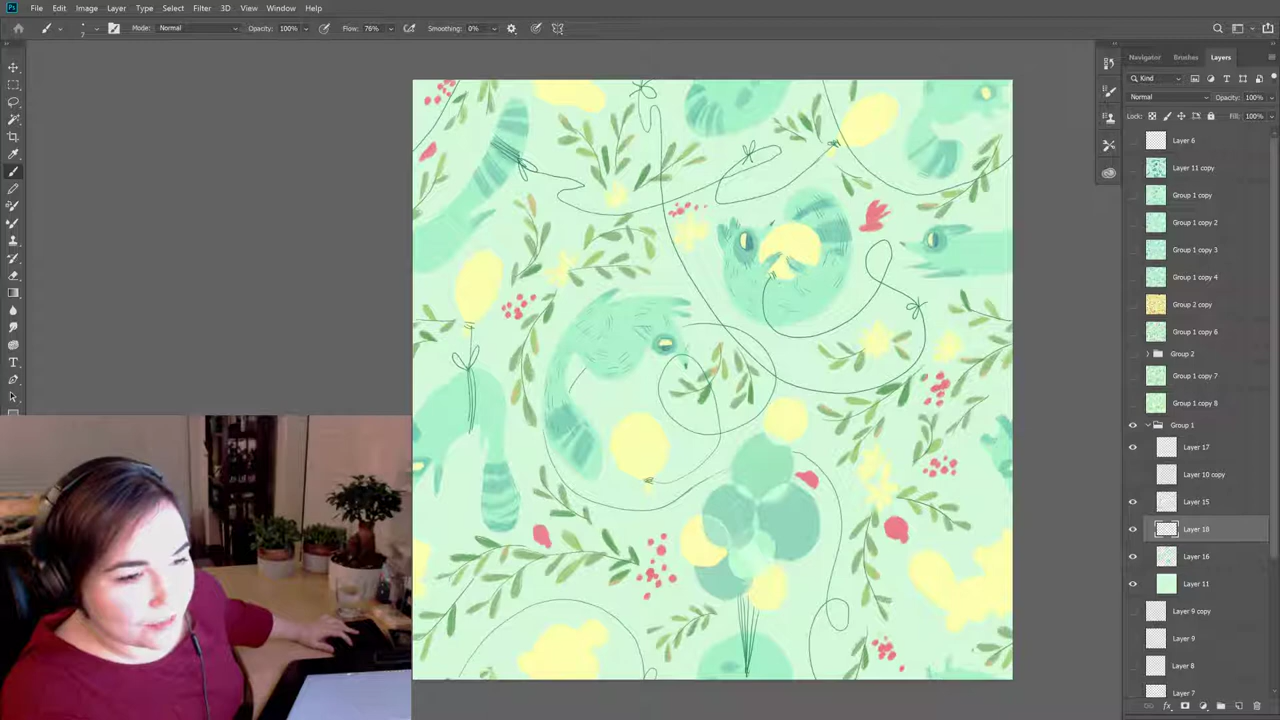 Ps File Edit Image Layer Type Select Filter 3D View Window Help
7 Mode: Normal Opacity: 100% Flow: 76% Smoothing: 0%
Navigator Brushes Layers
Kind
Normal Opacity: 100%
Lock: Fill: 100%
Layer 6
Layer 11 copy
Group 1 copy
Group 1 copy 2
Group 1 copy 3
Group 1 copy 4
Group 2 copy
Group 1 copy 6
Group 2
Group 1 copy 7
Group 1 copy 8
Group 1
Layer 17
Layer 10 copy
Layer 15
Layer 18
Layer 16
Layer 11
Layer 9 copy
Layer 9
Layer 8
Layer 7
fx